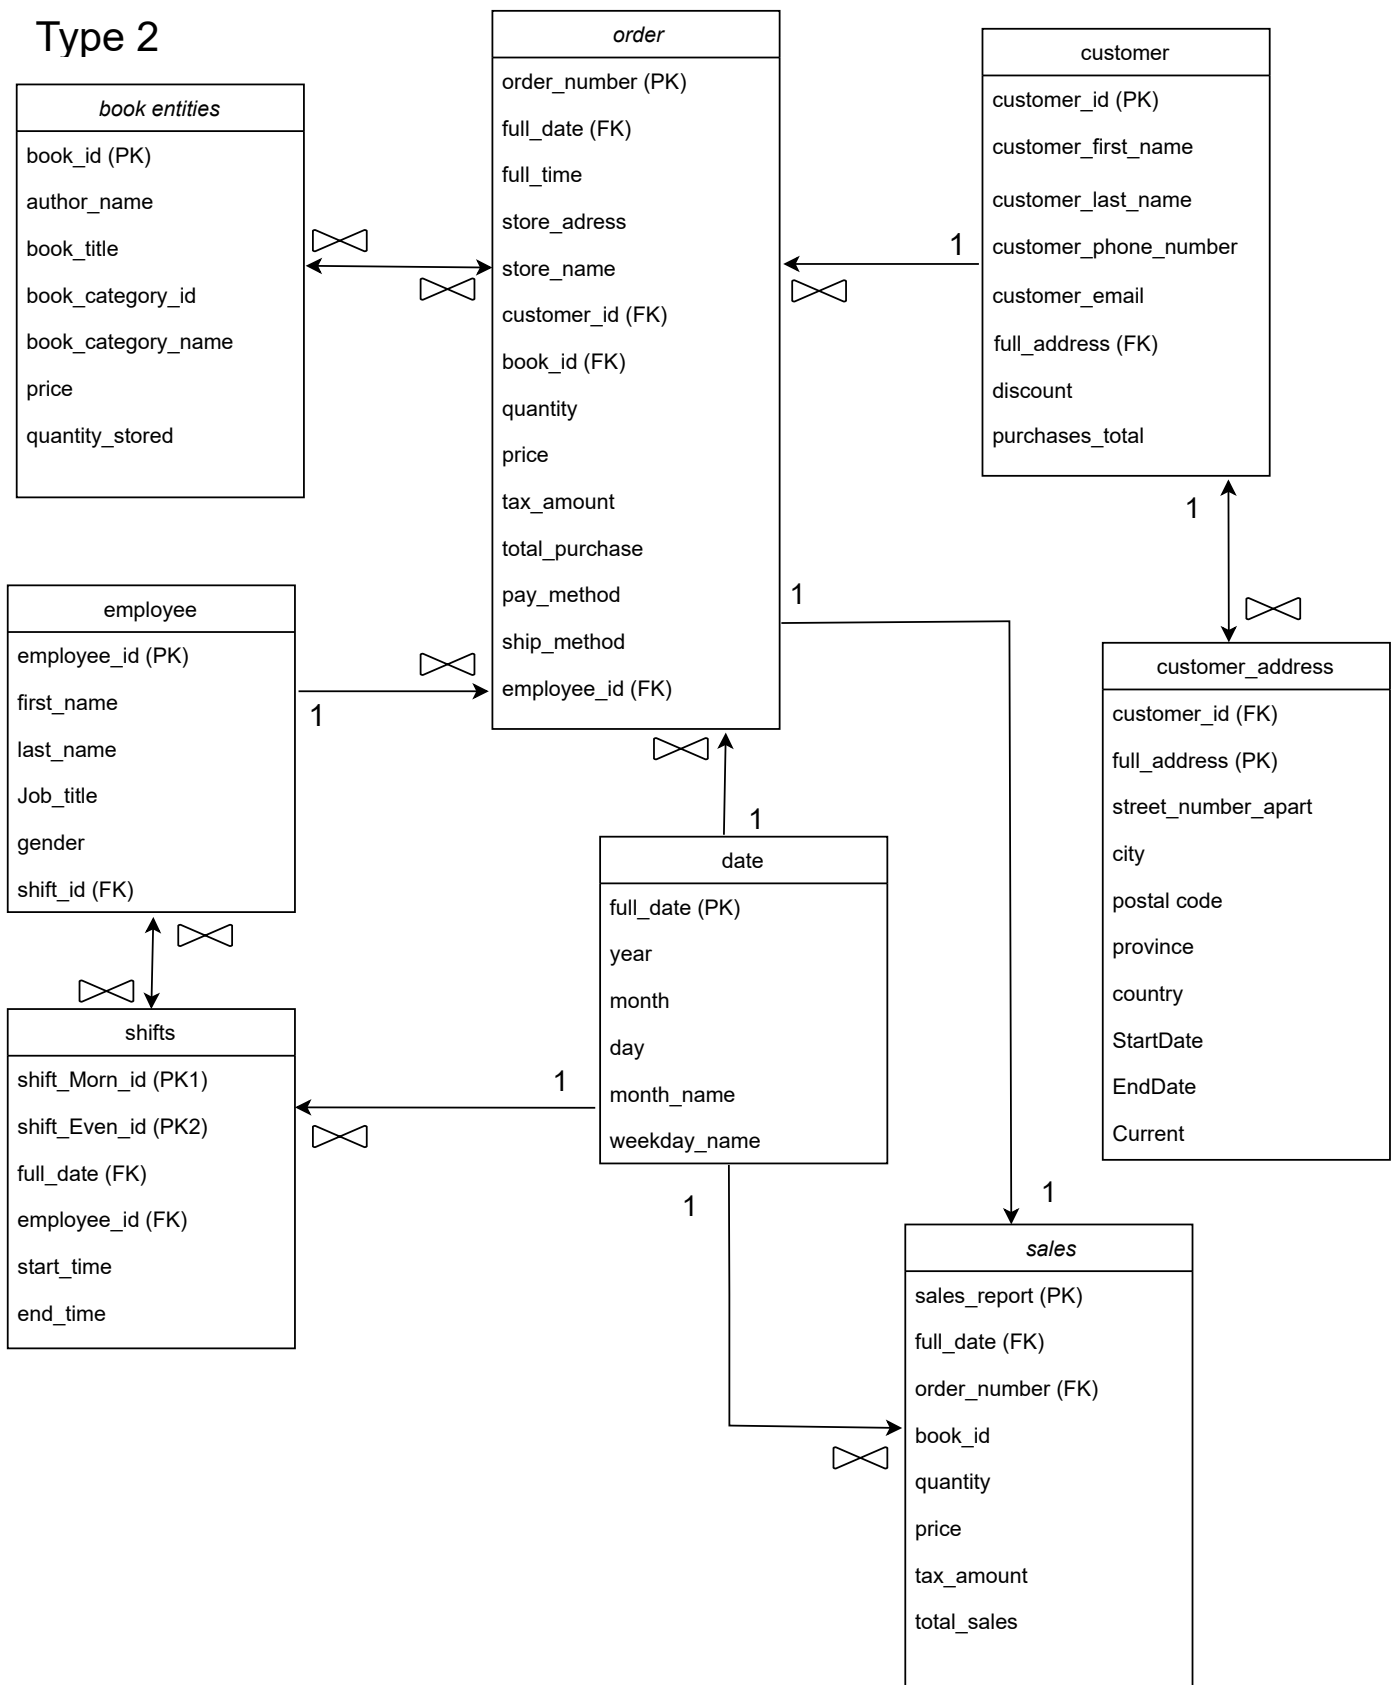 Type 2
book entities
book_id (PK)
author_name
book_title
book_category_id
book_category_name
price
quantity_stored
order
order_number (PK)
full_date (FK)
full_time
store_adress
store_name
customer_id (FK)
book_id (FK)
quantity
price
tax_amount
total_purchase
pay_method
ship_method
employee_id (FK)
customer
customer_id (PK)
customer_first_name
customer_last_name
customer_phone_number
customer_email
full_address (FK)
discount
purchases_total
1
1
1
employee
employee_id (PK)
first_name
last_name
Job_title
gender
shift_id (FK)
1
customer_address
customer_id (FK)
full_address (PK)
street_number_apart
city
postal code
province
country
StartDate
EndDate
Current
1
date
full_date (PK)
year
month
day
month_name
weekday_name
shifts
shift_Morn_id (PK1)
shift_Even_id (PK2)
full_date (FK)
employee_id (FK)
start_time
end_time
1
1
1
sales
sales_report (PK)
full_date (FK)
order_number (FK)
book_id
quantity
price
tax_amount
total_sales